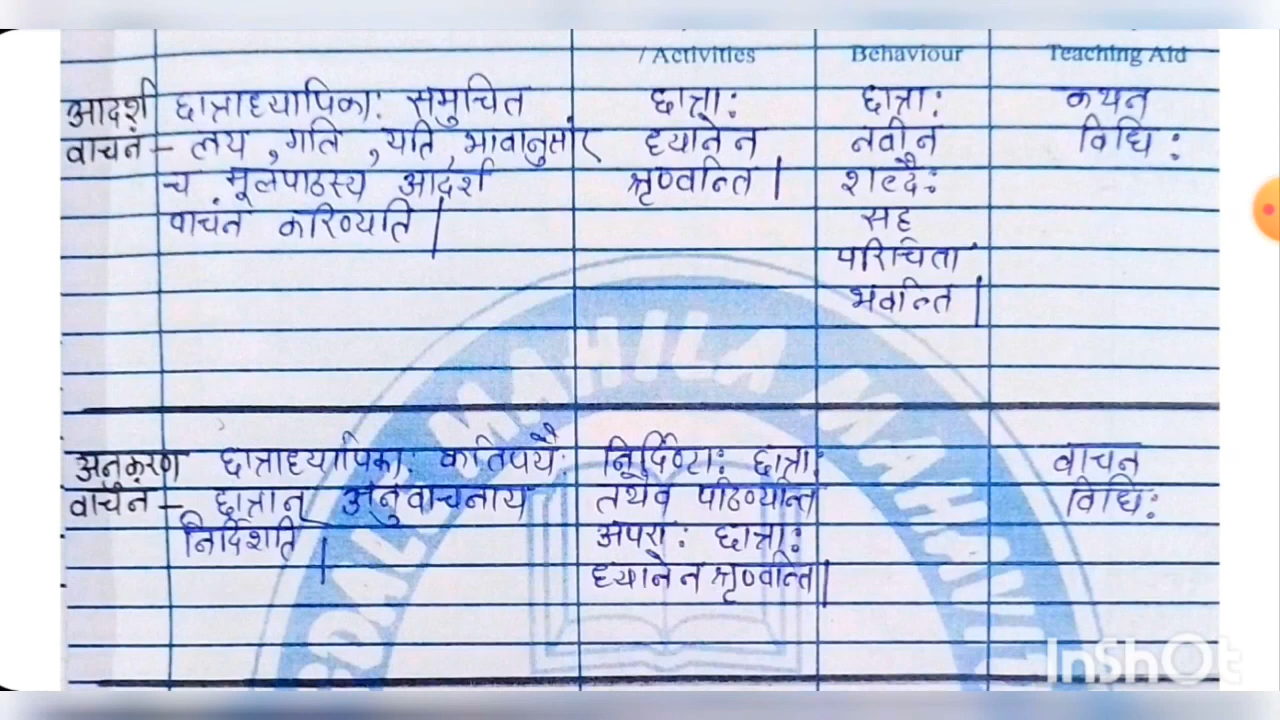 / Activities Behaviour Teaching Aid
आदर्श छात्राध्यापिका: समुचित छात्रा: छात्रा: कथन
वाचनं – लय , गति , यति , भावानुसार ध्यानेन नवीन विधि :
च मूलपाठस्य आदर्श श्रृण्वन्ति | शब्दै:
वाचनं करिष्यति | सह
परिचिता
भवन्ति |
अनुकरण छात्राध्यापिका: कतिपयै: निर्दिष्टा: छात्रा: वाचन
वाचन – छात्रान् अनुवाचनाय तथैव पठिष्यन्ति विधि:
निर्दिशति | अपरा: छात्रा:
ध्यानेन श्रृण्वन्ति|
MAHILA MAHAVI
InShOt